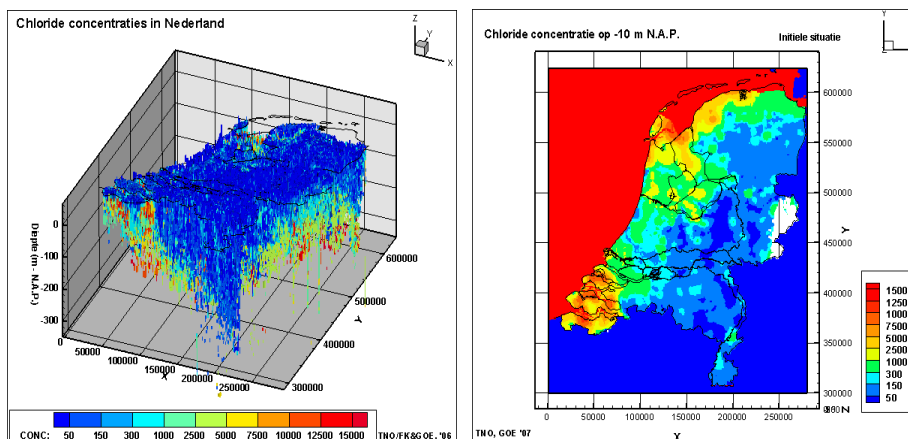 Chloride concentraties in Nederland
Z
Y
X
Depthe (m - N.A.P.)
0
-100
-200
-300
0
50000
100000
150000
200000
250000
X
300000
400000
500000
600000
Y
CONC: 50 150 300 1000 2500 5000 7500 10000 12500 15000
TNO/FK&GOE, '06
Chloride concentratie op -10 m N.A.P.
Initiele situatie
Y
Z
600000
550000
500000
450000
400000
350000
300000
Y
Z
0
50000
100000
150000
200000
250000
X
1500
1250
1000
7500
5000
2500
1000
300
150
50
TNO, GOE '07